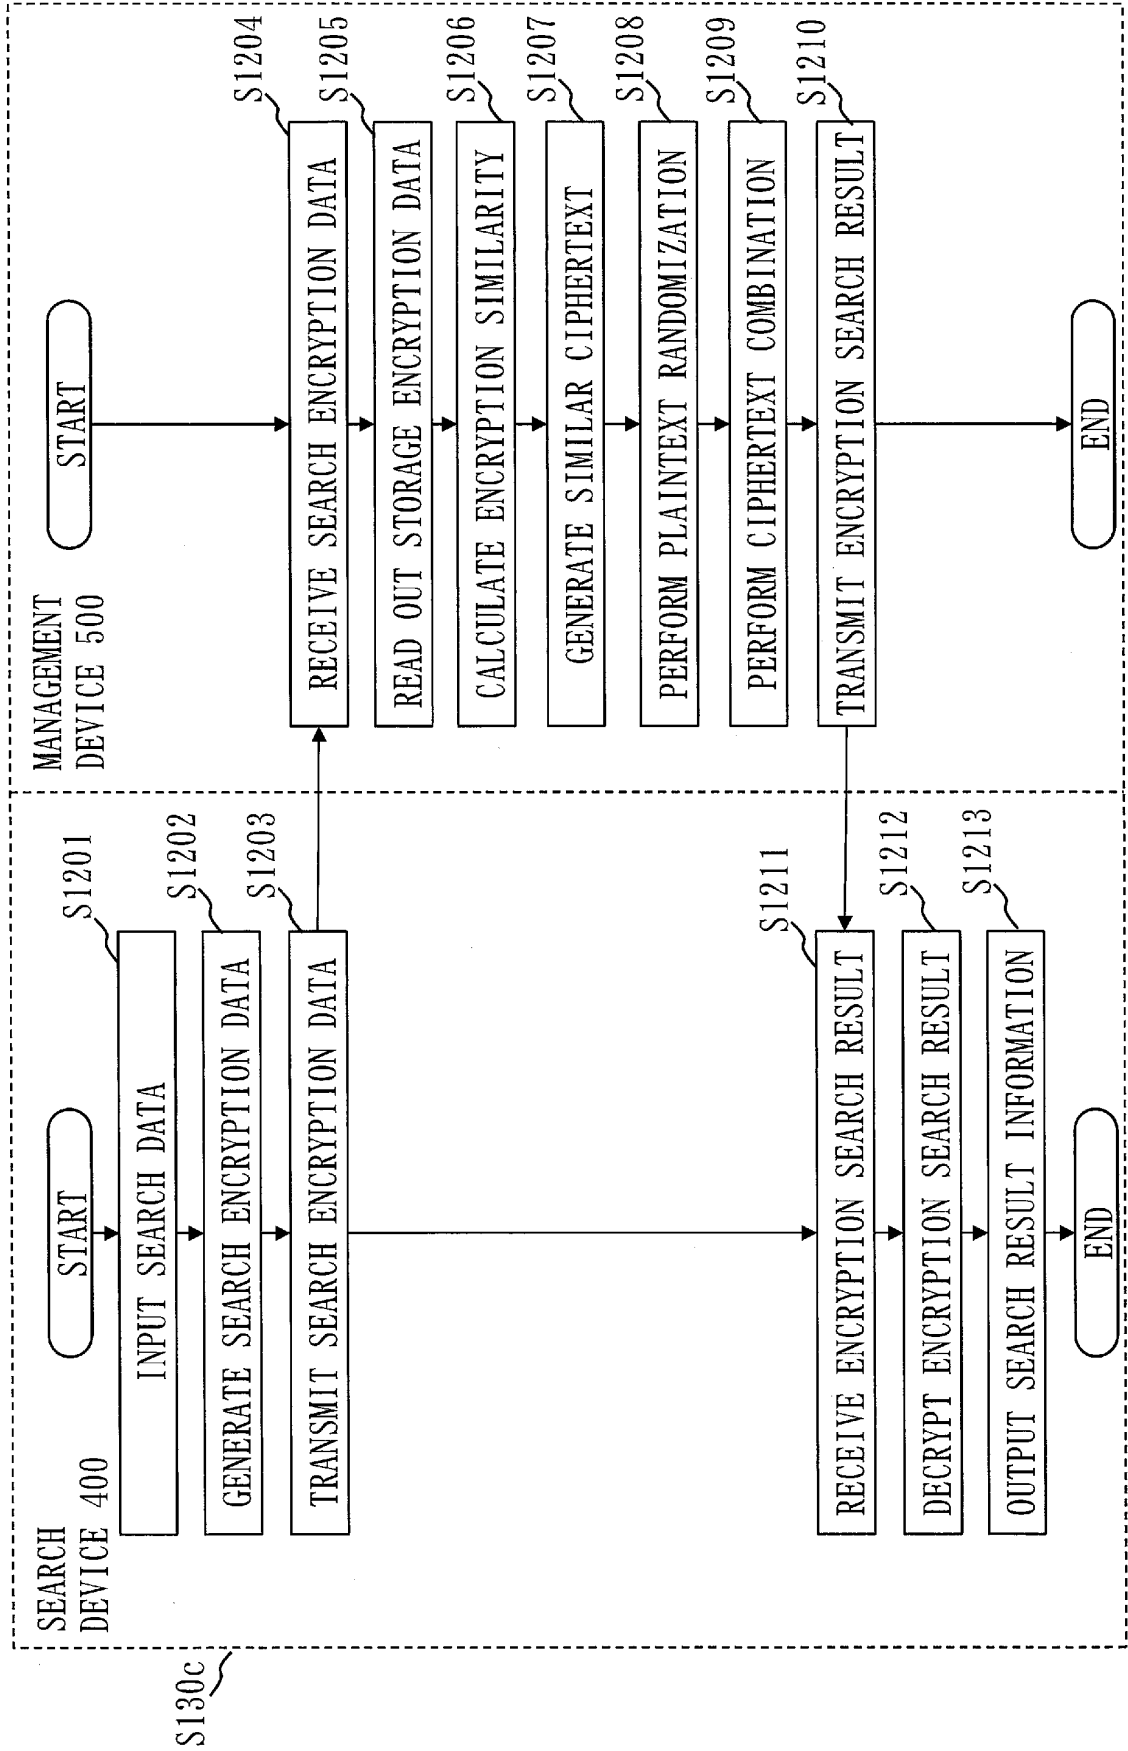 S130c
SEARCH
DEVICE 400
START
S1201
INPUT SEARCH DATA
S1202
GENERATE SEARCH ENCRYPTION DATA
S1203
TRANSMIT SEARCH ENCRYPTION DATA
S1211
RECEIVE ENCRYPTION SEARCH RESULT
S1212
DECRYPT ENCRYPTION SEARCH RESULT
S1213
OUTPUT SEARCH RESULT INFORMATION
END
MANAGEMENT
DEVICE 500
START
S1204
RECEIVE SEARCH ENCRYPTION DATA
S1205
READ OUT STORAGE ENCRYPTION DATA
S1206
CALCULATE ENCRYPTION SIMILARITY
S1207
GENERATE SIMILAR CIPHERTEXT
S1208
PERFORM PLAINTEXT RANDOMIZATION
S1209
PERFORM CIPHERTEXT COMBINATION
S1210
TRANSMIT ENCRYPTION SEARCH RESULT
END